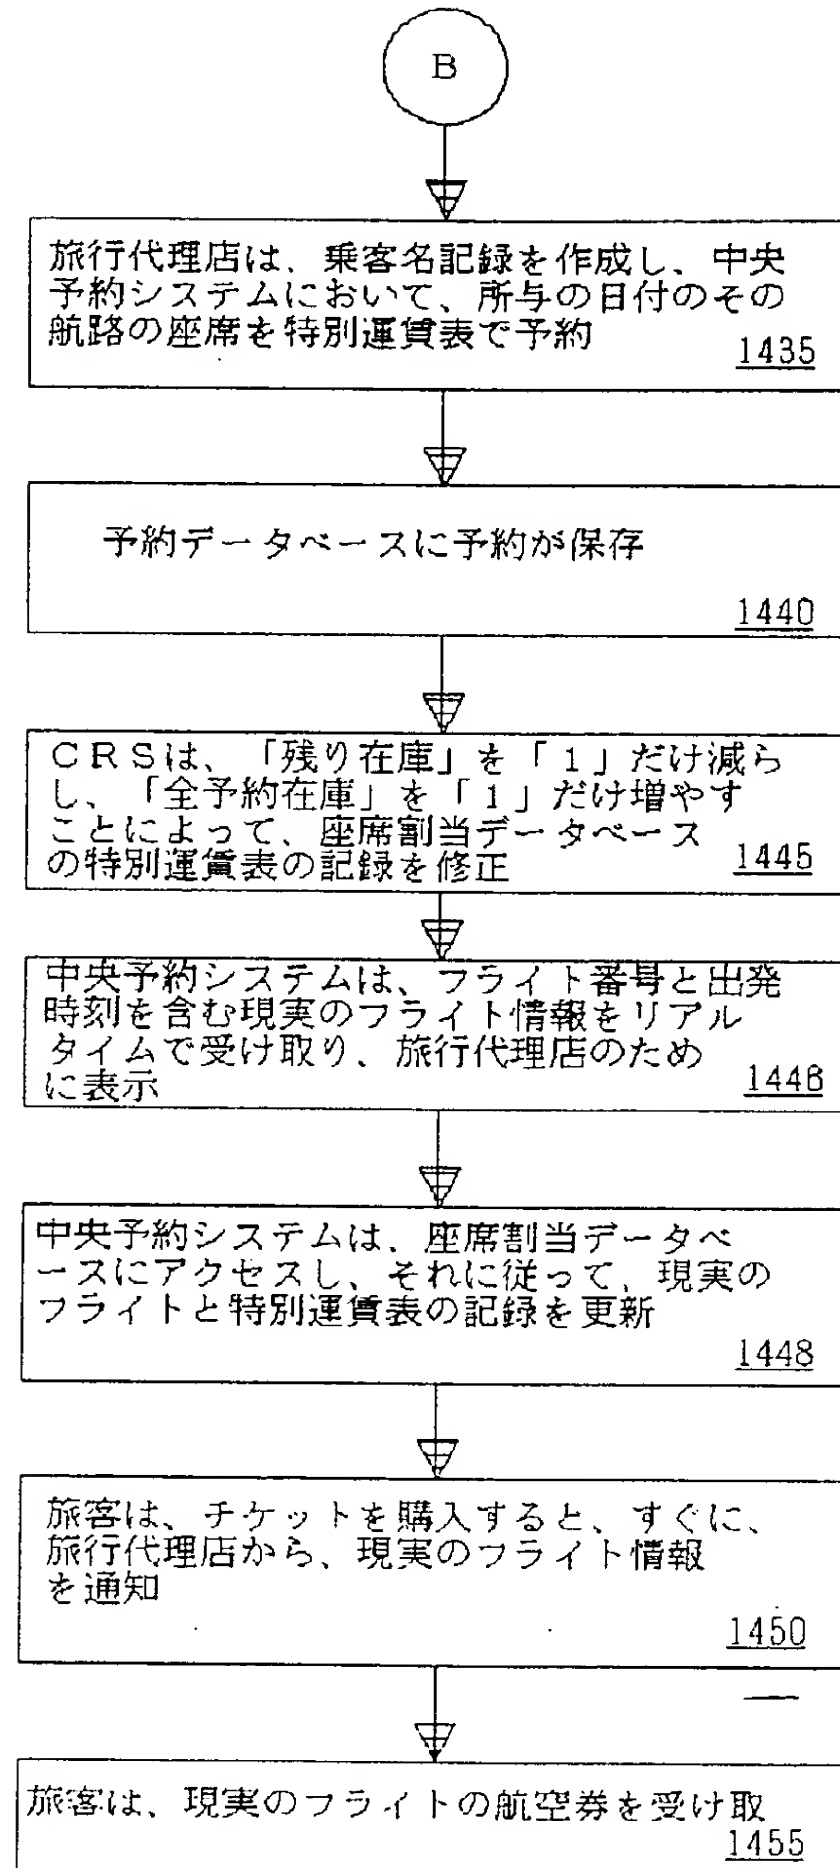 B
旅行代理店は、乗客名記録を作成し、中央
予約システムにおいて、所与の日付のその
航路の座席を特別運賃表で予約
1435
予約データベースに予約が保存
1440
CRSは、「残り在庫」を「1」だけ減ら
し、「全予約在庫」を「1」だけ増やす
ことによって、座席割当データベース
の特別運賃表の記録を修正
1445
中央予約システムは、フライト番号と出発
時刻を含む現実のフライト情報をリアル
タイムで受け取り、旅行代理店のため
に表示
1446
中央予約システムは、座席割当データベ
ースにアクセスし、それに従って、現実の
フライトと特別運賃表の記録を更新
1448
旅客は、チケットを購入すると、すぐに、
旅行代理店から、現実のフライト情報
を通知
1450
旅客は、現実のフライトの航空券を受け取
1455